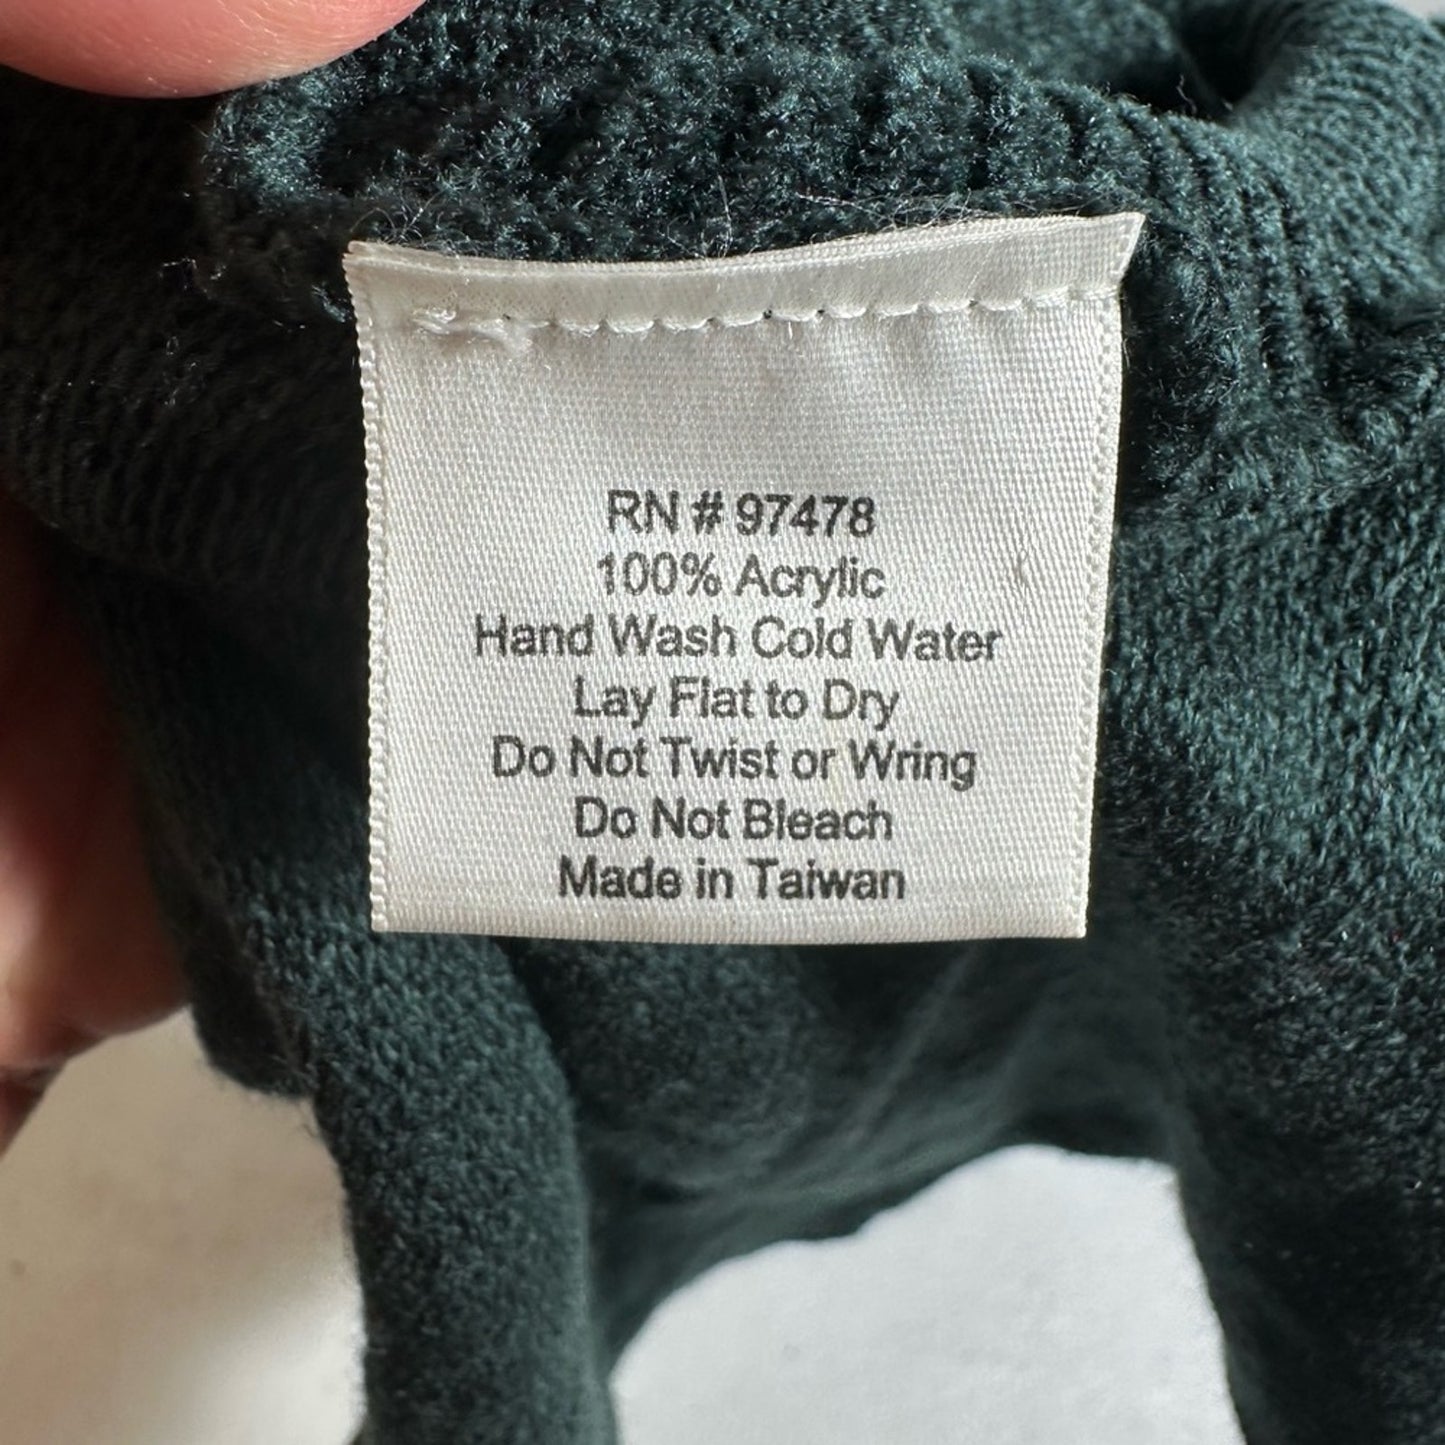 RN # 97478
100% Acrylic
Hand Wash Cold Water
Lay Flat to Dry
Do Not Twist or Wring
Do Not Bleach
Made in Taiwan